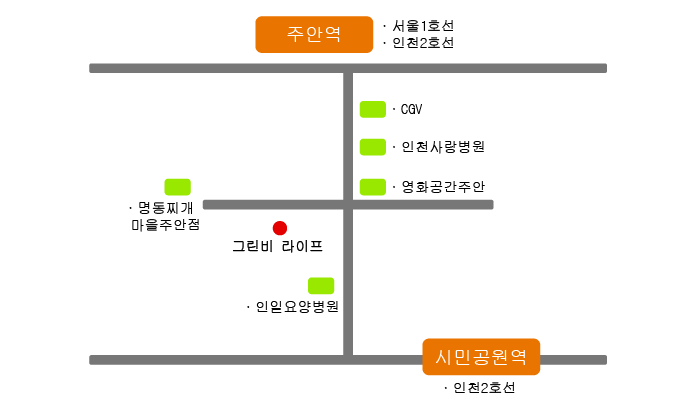 주안역
· 서울1호선
· 인천2호선
· CGV
· 인천사랑병원
· 영화공간주안
· 명동찌개
마을주안점
그린비 라이프
· 인일요양병원
시민공원역
· 인천2호선